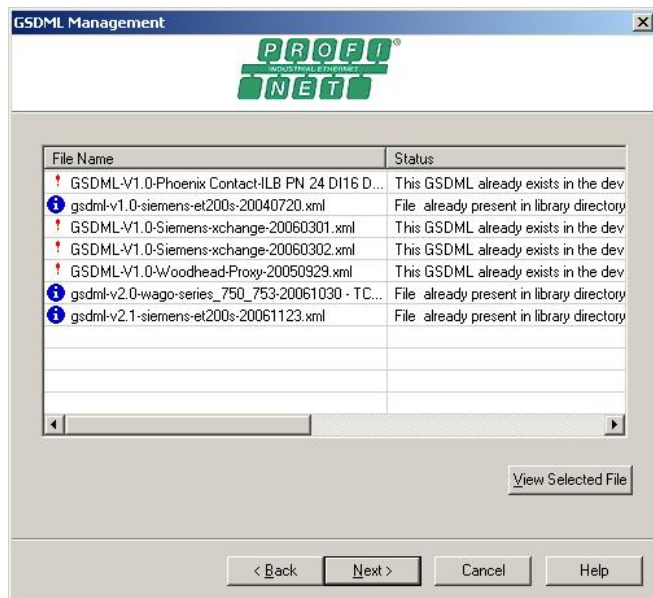 GSDML Management
PROFI
INDUSTRIAL ETHERNET
NET
File Name Status
GSDML-V1.0-Phoenix Contact-ILB PN 24 DI16 D... This GSDML already exists in the dev
gsdml-v1.0-siemens-et200s-20040720.xml File already present in library directory
GSDML-V1.0-Siemens-xchange-20060301.xml This GSDML already exists in the dev
GSDML-V1.0-Siemens-xchange-20060302.xml This GSDML already exists in the dev
GSDML-V1.0-Woodhead-Proxy-20050929.xml This GSDML already exists in the dev
gsdml-v2.0-wago-series_750_753-20061030 - TC... File already present in library directory
gsdml-v2.1-siemens-et200s-20061123.xml File already present in library directory
View Selected File
< Back Next > Cancel Help